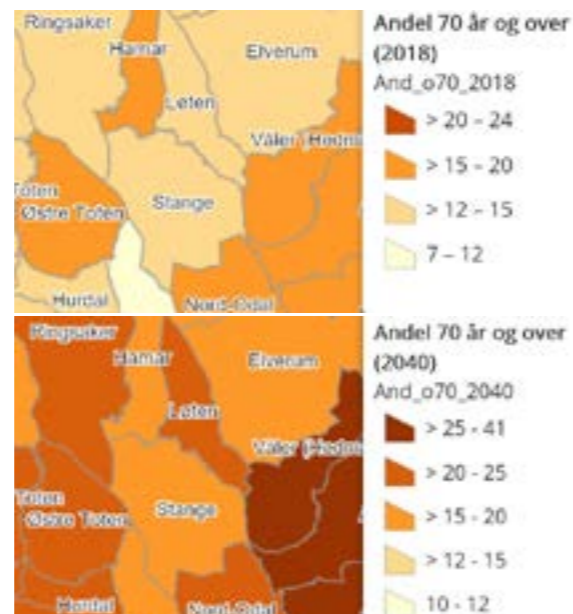 Ringsaker
Hamar
Elverum
Løten
Våler (Hedm
Toten
Østre Toten
Stange
Hurdal
Nord-Odal
Andel 70 år og over
(2018)
And_o70_2018
> 20 - 24
> 15 - 20
> 12 - 15
7 – 12
Ringsaker
Hamar
Elverum
Løten
Våler (Hedm
Toten
Østre Toten
Stange
Hurdal
Nord-Odal
Andel 70 år og over
(2040)
And_o70_2040
> 25 - 41
> 20 - 25
> 15 - 20
> 12 - 15
10 - 12